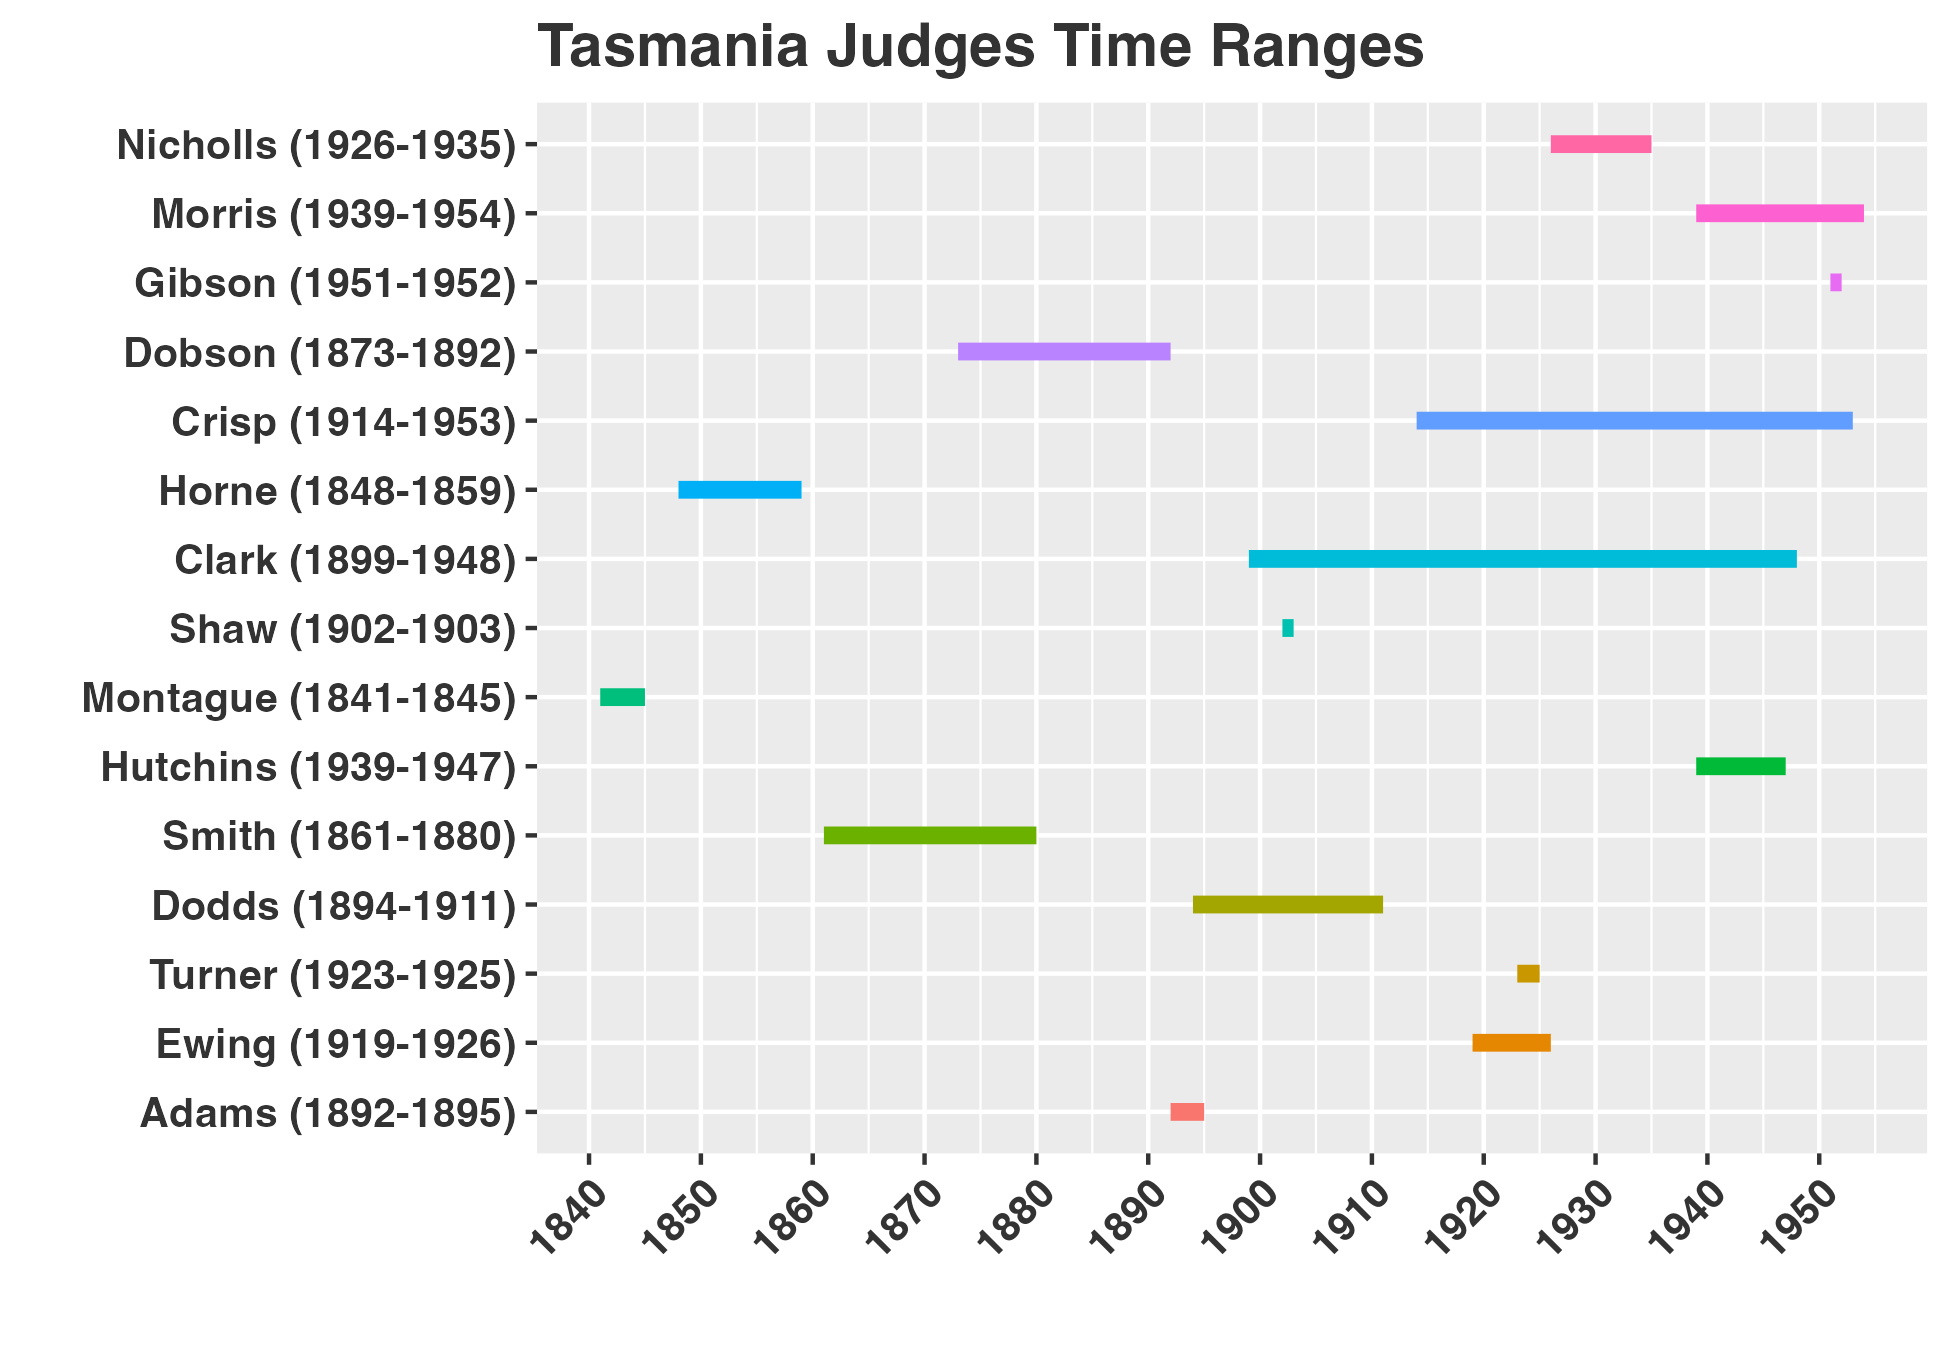 Tasmania Judges Time Ranges
Nicholls (1926-1935)
Morris (1939-1954)
Gibson (1951-1952)
Dobson (1873-1892)
Crisp (1914-1953)
Horne (1848-1859)
Clark (1899-1948)
Shaw (1902-1903)
Montague (1841-1845)
Hutchins (1939-1947)
Smith (1861-1880)
Dodds (1894-1911)
Turner (1923-1925)
Ewing (1919-1926)
Adams (1892-1895)
1840 1850 1860 1870 1880 1890 1900 1910 1920 1930 1940 1950